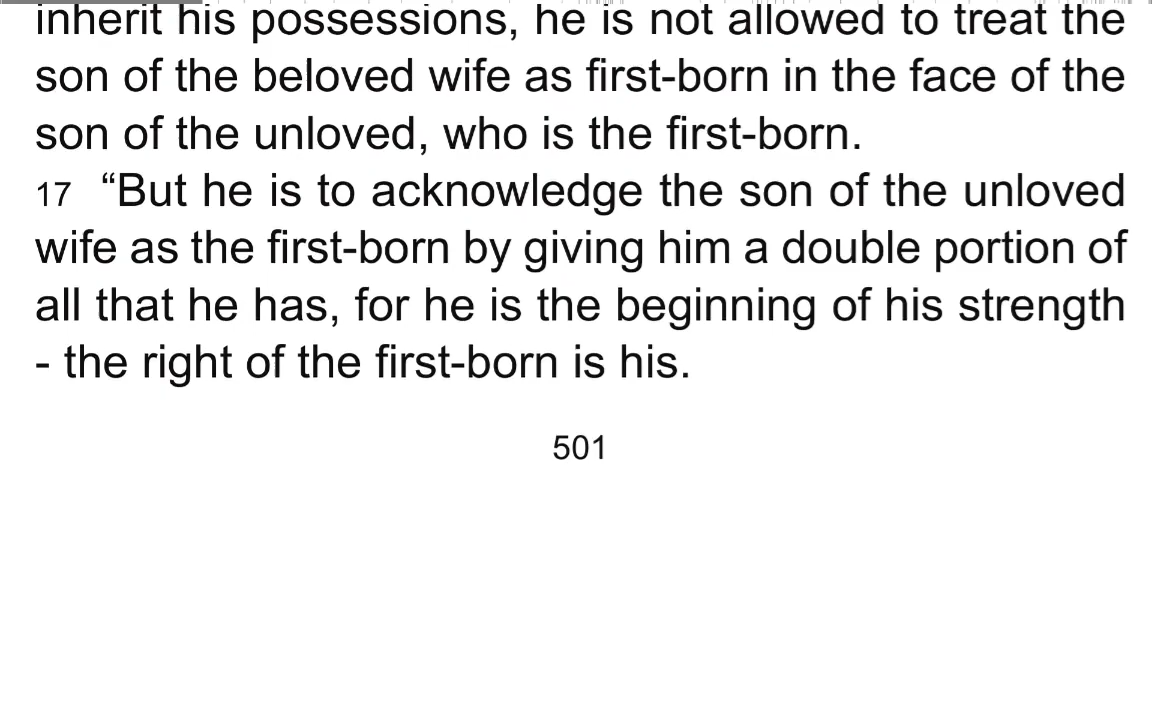 inherit his possessions, he is not allowed to treat the
son of the beloved wife as first-born in the face of the
son of the unloved, who is the first-born.
17 “But he is to acknowledge the son of the unloved
wife as the first-born by giving him a double portion of
all that he has, for he is the beginning of his strength
- the right of the first-born is his.
501